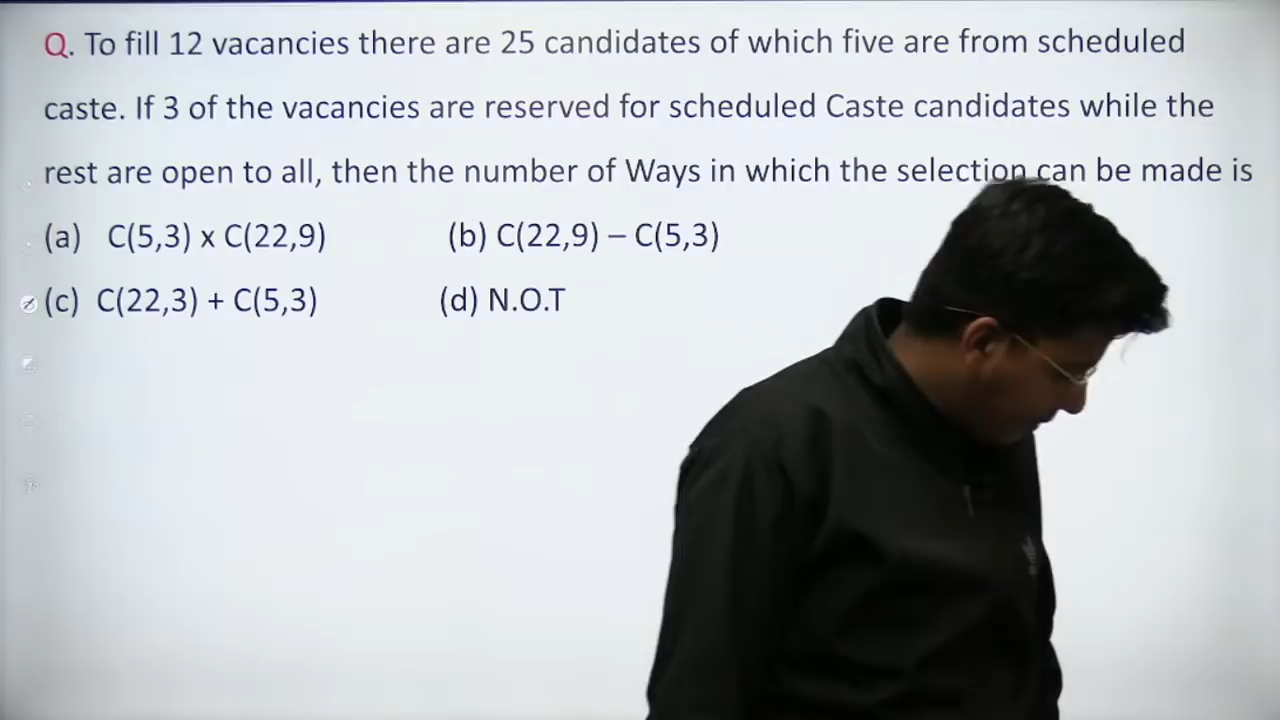 Q. To fill 12 vacancies there are 25 candidates of which five are from scheduled
caste. If 3 of the vacancies are reserved for scheduled Caste candidates while the
rest are open to all, then the number of Ways in which the selection can be made is
(a) C(5,3) x C(22,9) (b) C(22,9) – C(5,3)
(c) C(22,3) + C(5,3) (d) N.O.T